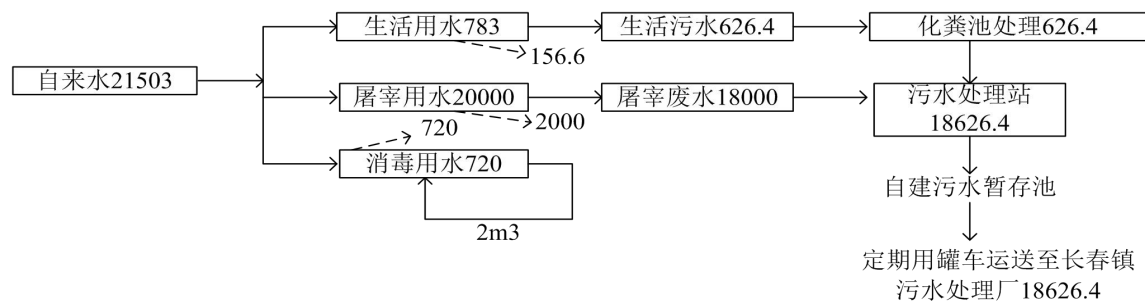 生活用水783
生活污水626.4
化粪池处理626.4
156.6
自来水21503
屠宰用水20000
屠宰废水18000
污水处理站
18626.4
2000
720
消毒用水720
自建污水暂存池
2m3
定期用罐车运送至长春镇
污水处理厂18626.4